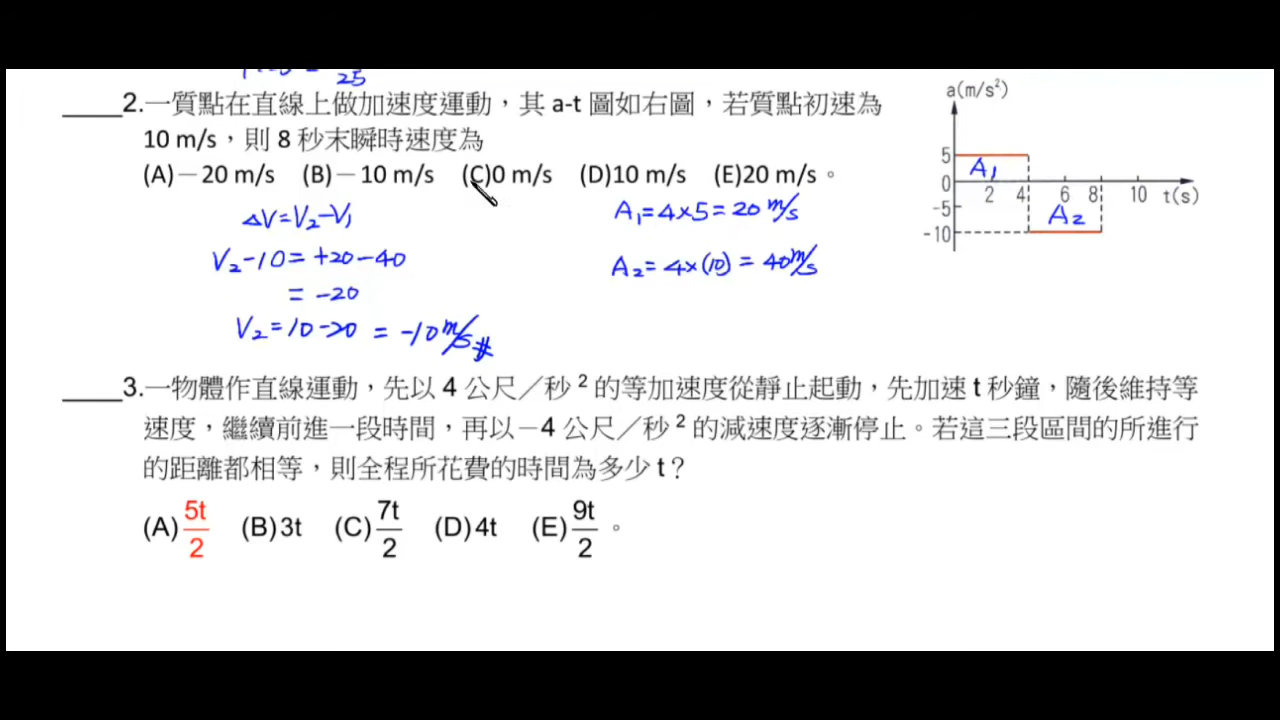 25
2.一質點在直線上做加速度運動，其 a-t 圖如右圖，若質點初速為
10 m/s，則 8 秒末瞬時速度為
(A)－20 m/s (B)－10 m/s (C)0 m/s (D)10 m/s (E)20 m/s。
a(m/s²)
5
0
-5
-10
2 4 6 8 10 t(s)
A₁
A₂
ΔV=V₂-V₁
V₂-10=+20-40
= -20
V₂=10-20 = -10 m/s #
A₁=4×5=20 m/s
A₂=4×(10)=40 m/s
3.一物體作直線運動，先以 4 公尺／秒² 的等加速度從靜止起動，先加速 t 秒鐘，隨後維持等
速度，繼續前進一段時間，再以－4 公尺／秒² 的減速度逐漸停止。若這三段區間的所進行
的距離都相等，則全程所花費的時間為多少 t？
(A) 5t/2 (B) 3t (C) 7t/2 (D) 4t (E) 9t/2 。